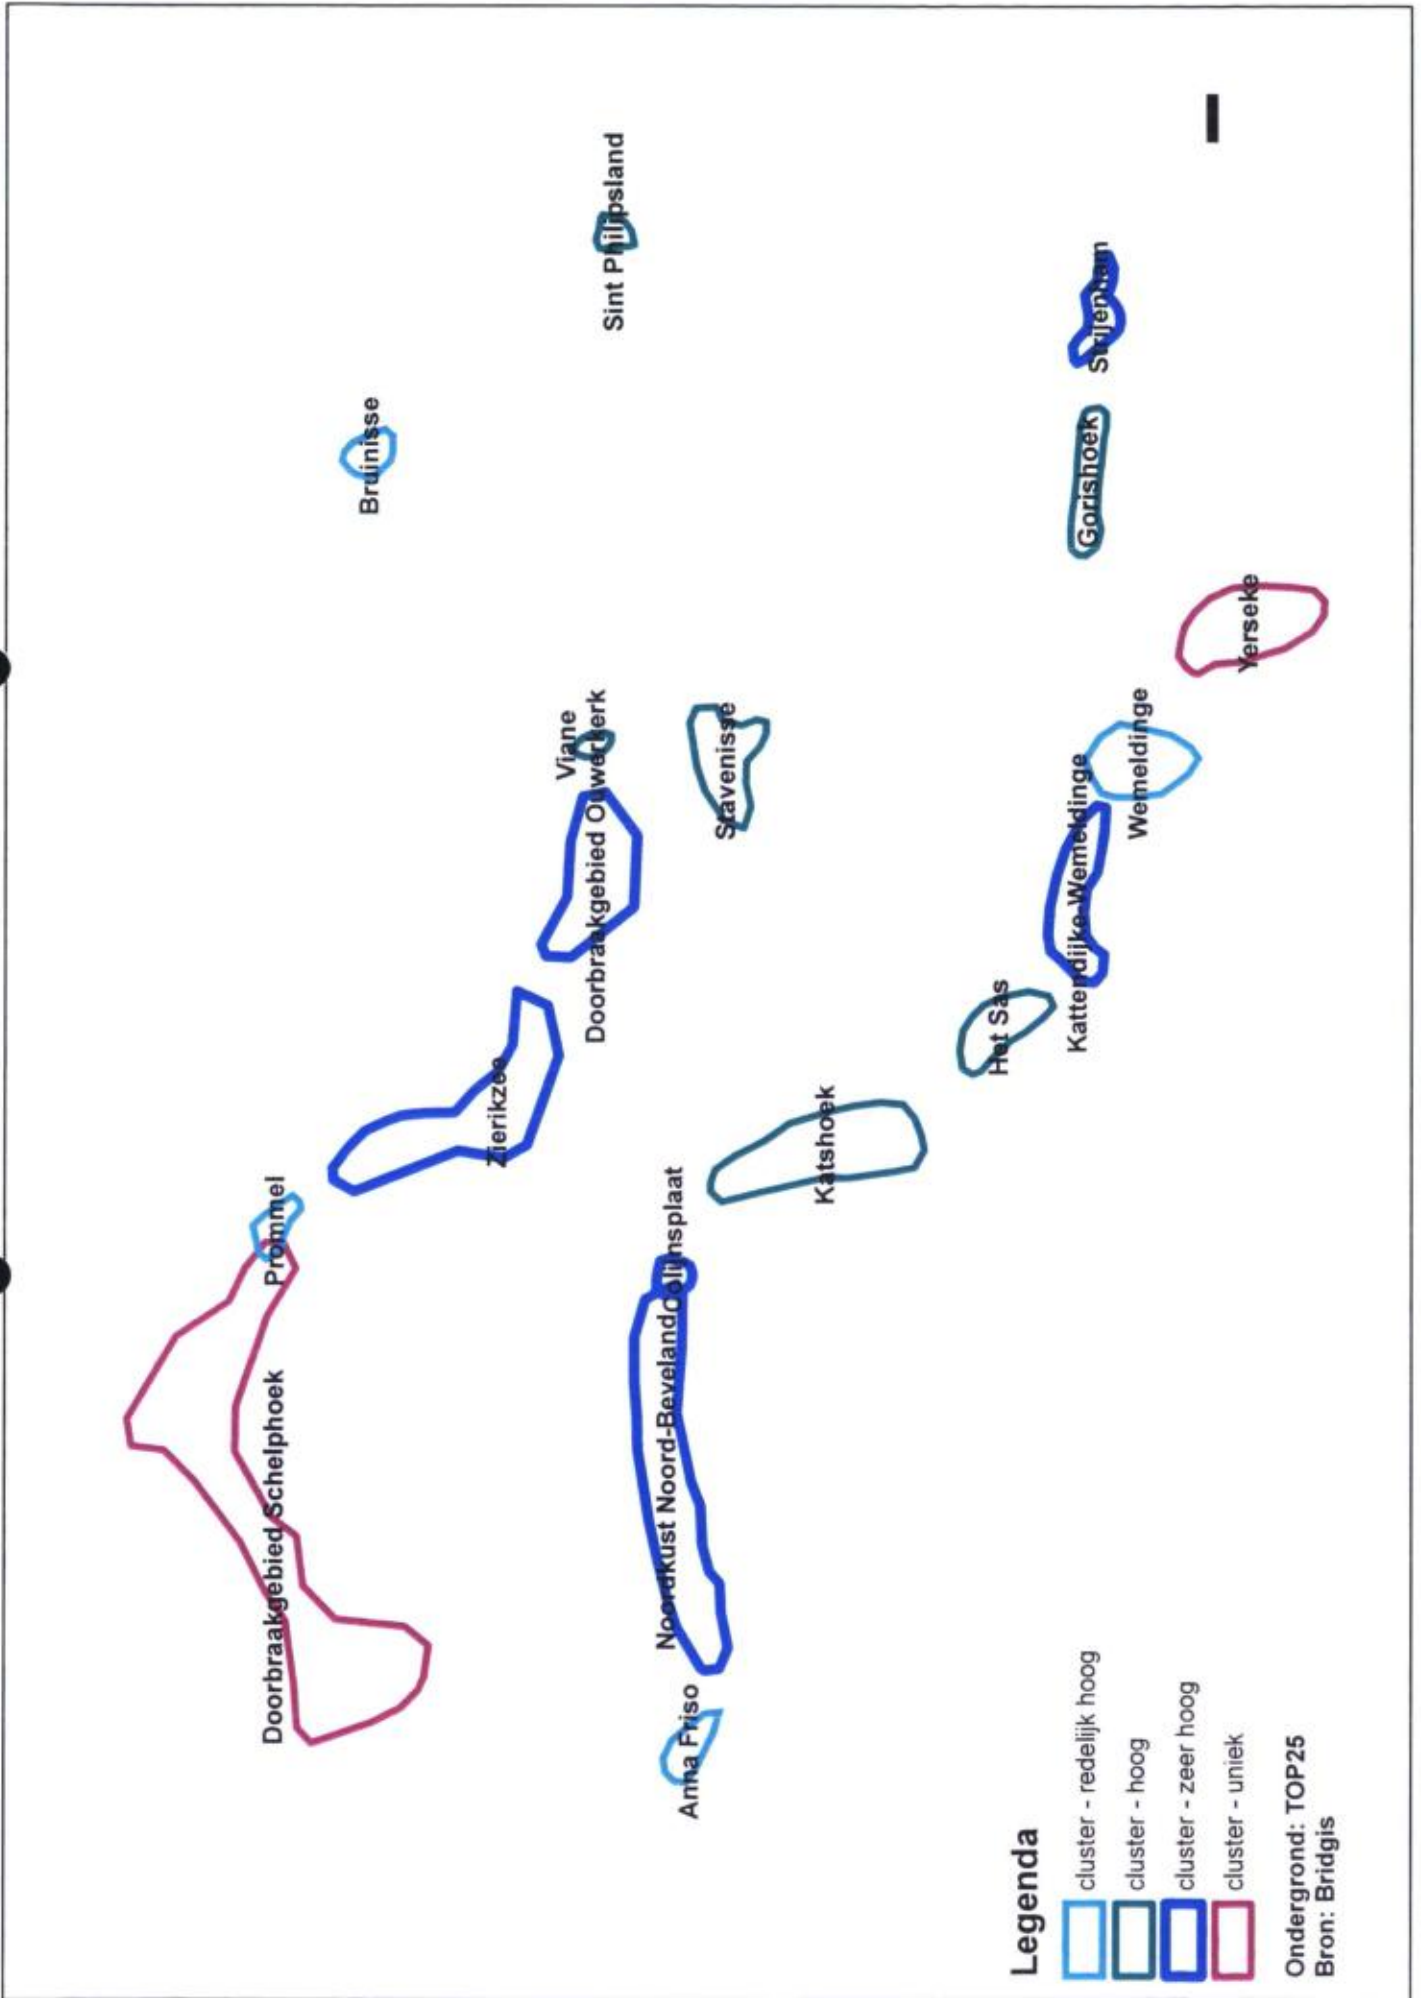 Bruinisse
Prommel
Doorbraakgebied Schelphoek
Zierikzee
Viane
Doorbraakgebied Ouwerkerk
Sint Philipsland
Colijnsplaat
Noordkust Noord-Beveland
Anna Friso
Stavenisse
Katshoek
Het Sas
Kattendijke-Wemeldinge
Gorishoek
Strijenham
Wemeldinge
Yerseke
Legenda
cluster - redelijk hoog
cluster - hoog
cluster - zeer hoog
cluster - uniek
Ondergrond: TOP25
Bron: Bridgis